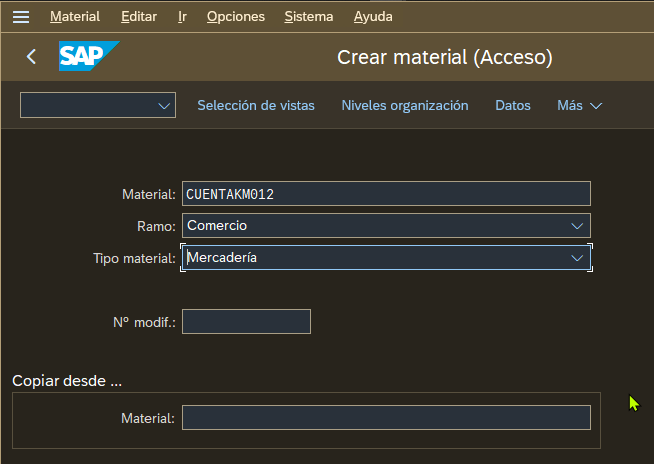 Material Editar Ir Opciones Sistema Ayuda
SAP Crear material (Acceso)
Selección de vistas Niveles organización Datos Más
Material: CUENTAKM012
Ramo: Comercio
Tipo material: Mercadería
Nº modif.:
Copiar desde ...
Material: